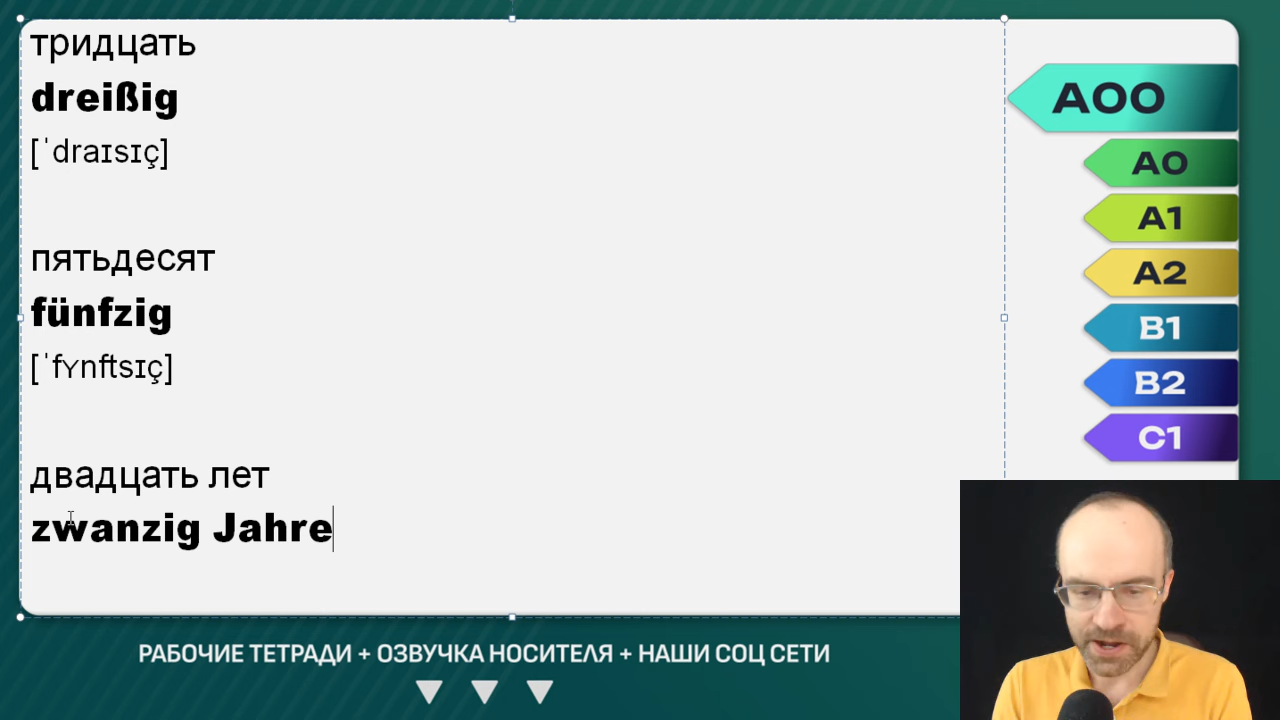 тридцать
dreißig
[ˈdraɪsɪç]
пятьдесят
fünfzig
[ˈfʏnftsɪç]
двадцать лет
zwanzig Jahre
A00
A0
A1
A2
B1
B2
C1
РАБОЧИЕ ТЕТРАДИ + ОЗВУЧКА НОСИТЕЛЯ + НАШИ СОЦ СЕТИ